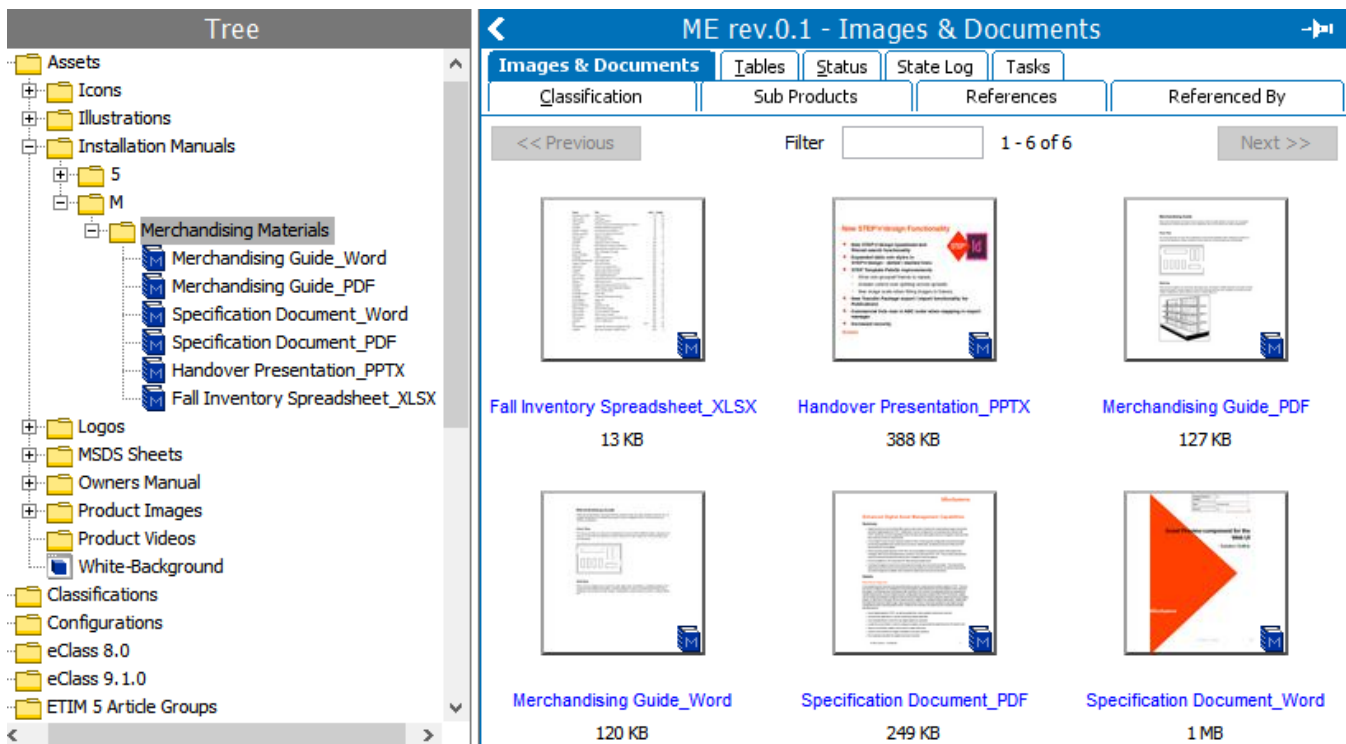 Tree
Assets
Icons
Illustrations
Installation Manuals
5
M
Merchandising Materials
Merchandising Guide_Word
Merchandising Guide_PDF
Specification Document_Word
Specification Document_PDF
Handover Presentation_PPTX
Fall Inventory Spreadsheet_XLSX
Logos
MSDS Sheets
Owners Manual
Product Images
Product Videos
White-Background
Classifications
Configurations
eClass 8.0
eClass 9.1.0
ETIM 5 Article Groups
ME rev.0.1 - Images & Documents
Images & Documents Tables Status State Log Tasks
Classification Sub Products References Referenced By
<< Previous Filter 1 - 6 of 6 Next >>
New STEP'n'design Functionality
Fall Inventory Spreadsheet_XLSX Handover Presentation_PPTX Merchandising Guide_PDF
13 KB 388 KB 127 KB
Merchandising Guide_Word Specification Document_PDF Specification Document_Word
120 KB 249 KB 1 MB